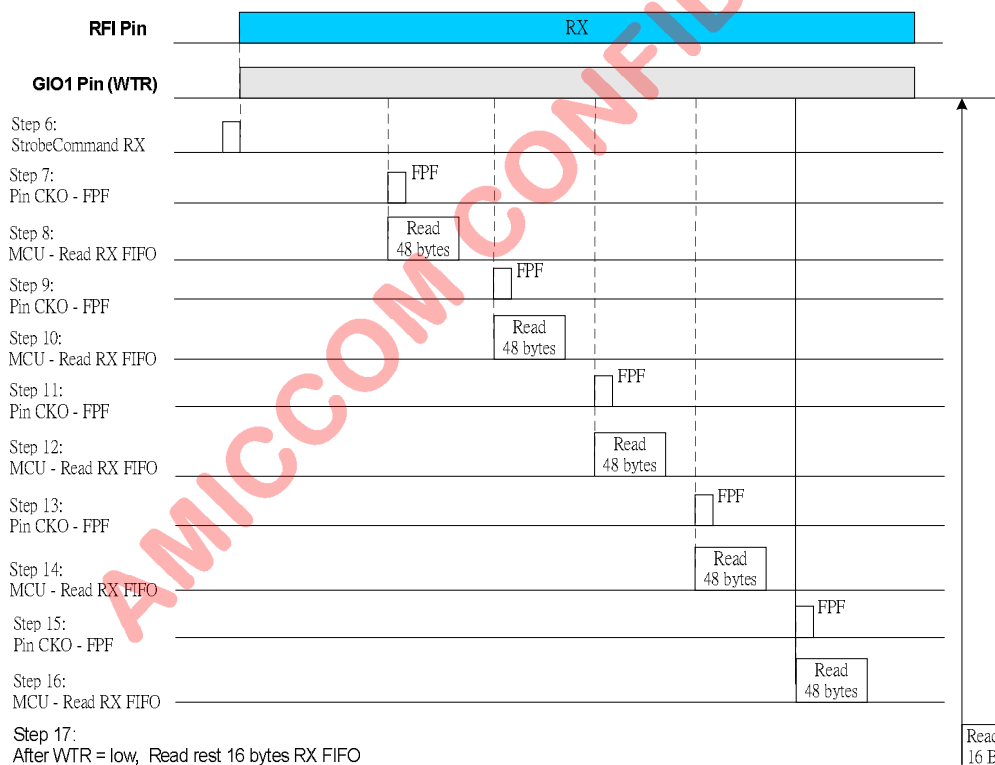 RFI Pin
RX
GIO1 Pin (WTR)
Step 6:
StrobeCommand RX
Step 7:
Pin CKO - FPF
FPF
Step 8:
MCU - Read RX FIFO
Read
48 bytes
Step 9:
Pin CKO - FPF
FPF
Step 10:
MCU - Read RX FIFO
Read
48 bytes
Step 11:
Pin CKO - FPF
FPF
Step 12:
MCU - Read RX FIFO
Read
48 bytes
Step 13:
Pin CKO - FPF
FPF
Step 14:
MCU - Read RX FIFO
Read
48 bytes
Step 15:
Pin CKO - FPF
FPF
Step 16:
MCU - Read RX FIFO
Read
48 bytes
Step 17:
After WTR = low, Read rest 16 bytes RX FIFO
Read
16 B
AMICCOM CONFID